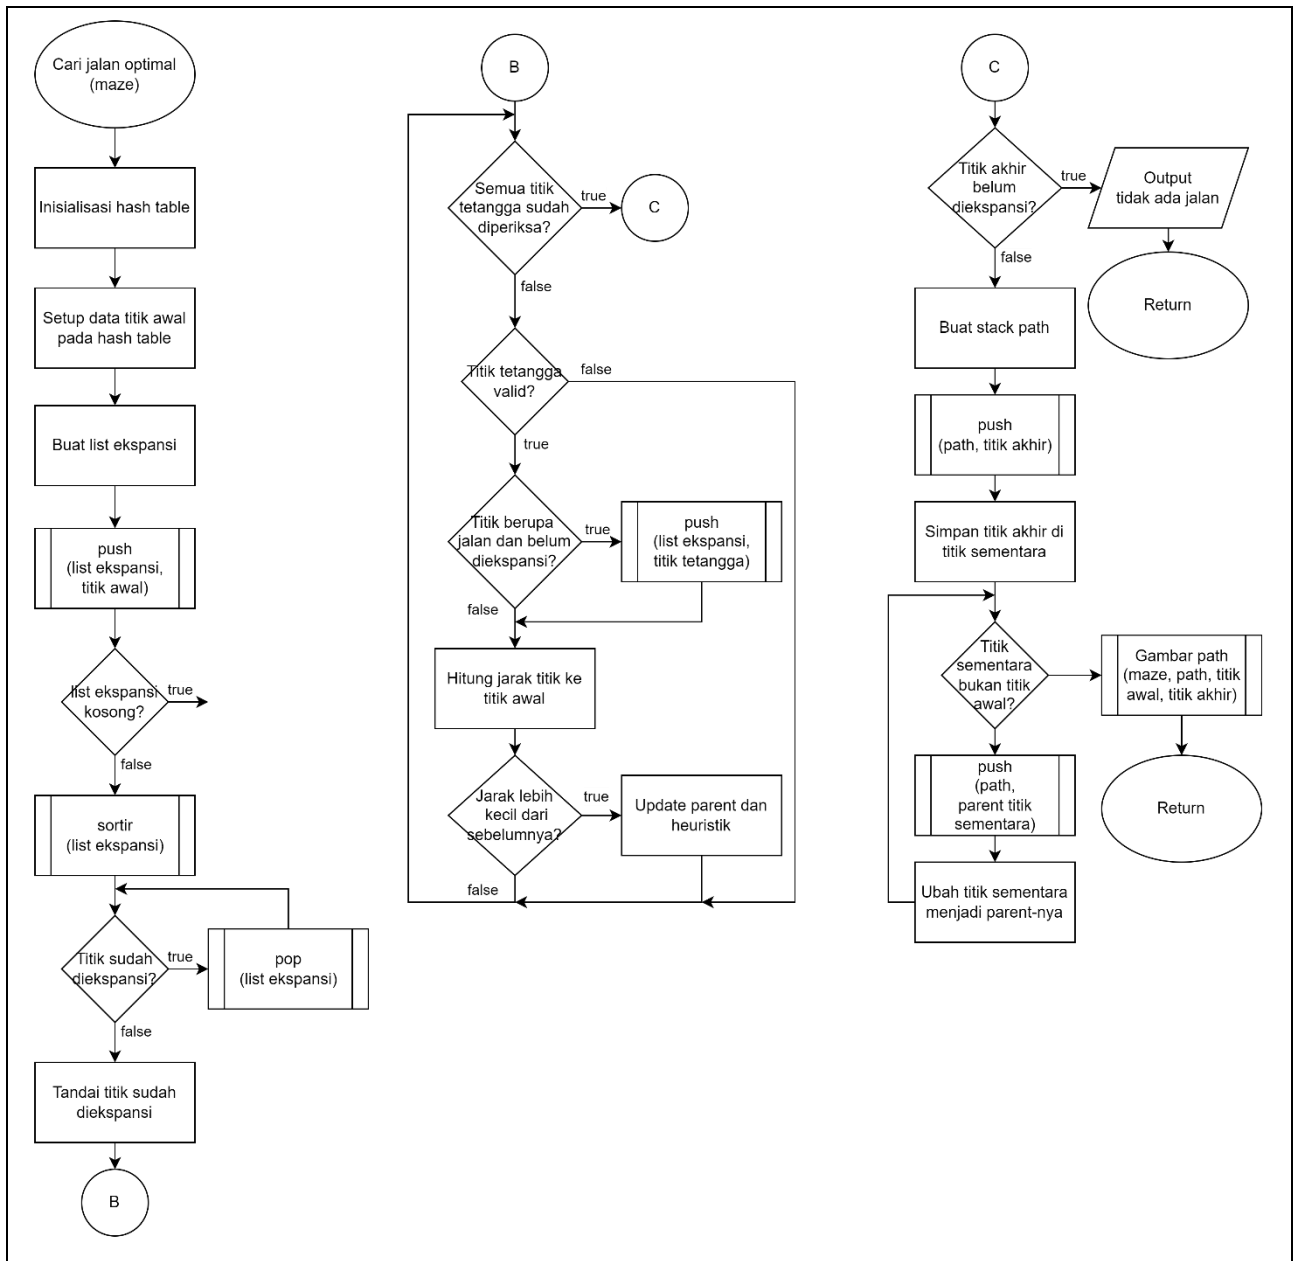 Cari jalan optimal
(maze)
Inisialisasi hash table
Setup data titik awal
pada hash table
Buat list ekspansi
push
(list ekspansi,
titik awal)
list ekspansi
kosong?
true
false
sortir
(list ekspansi)
Titik sudah
diekspansi?
true
pop
(list ekspansi)
false
Tandai titik sudah
diekspansi
B
B
Semua titik
tetangga sudah
diperiksa?
true
C
false
Titik tetangga
valid?
false
true
Titik berupa
jalan dan belum
diekspansi?
true
push
(list ekspansi,
titik tetangga)
false
Hitung jarak titik ke
titik awal
Jarak lebih
kecil dari
sebelumnya?
true
Update parent dan
heuristik
false
C
Titik akhir
belum
diekspansi?
true
Output
tidak ada jalan
Return
false
Buat stack path
push
(path, titik akhir)
Simpan titik akhir di
titik sementara
Titik
sementara
bukan titik
awal?
Gambar path
(maze, path, titik
awal, titik akhir)
Return
push
(path,
parent titik
sementara)
Ubah titik sementara
menjadi parent-nya